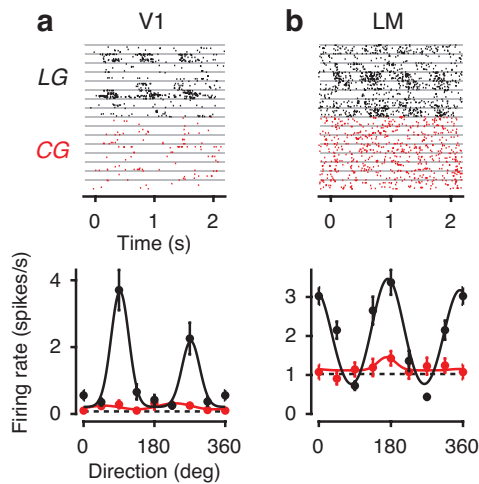 a V1
b LM
LG
CG
0 1 2
0 1 2
Time (s)
Firing rate (spikes/s)
4
2
0
0 180 360
3
2
1
0
0 180 360
Direction (deg)